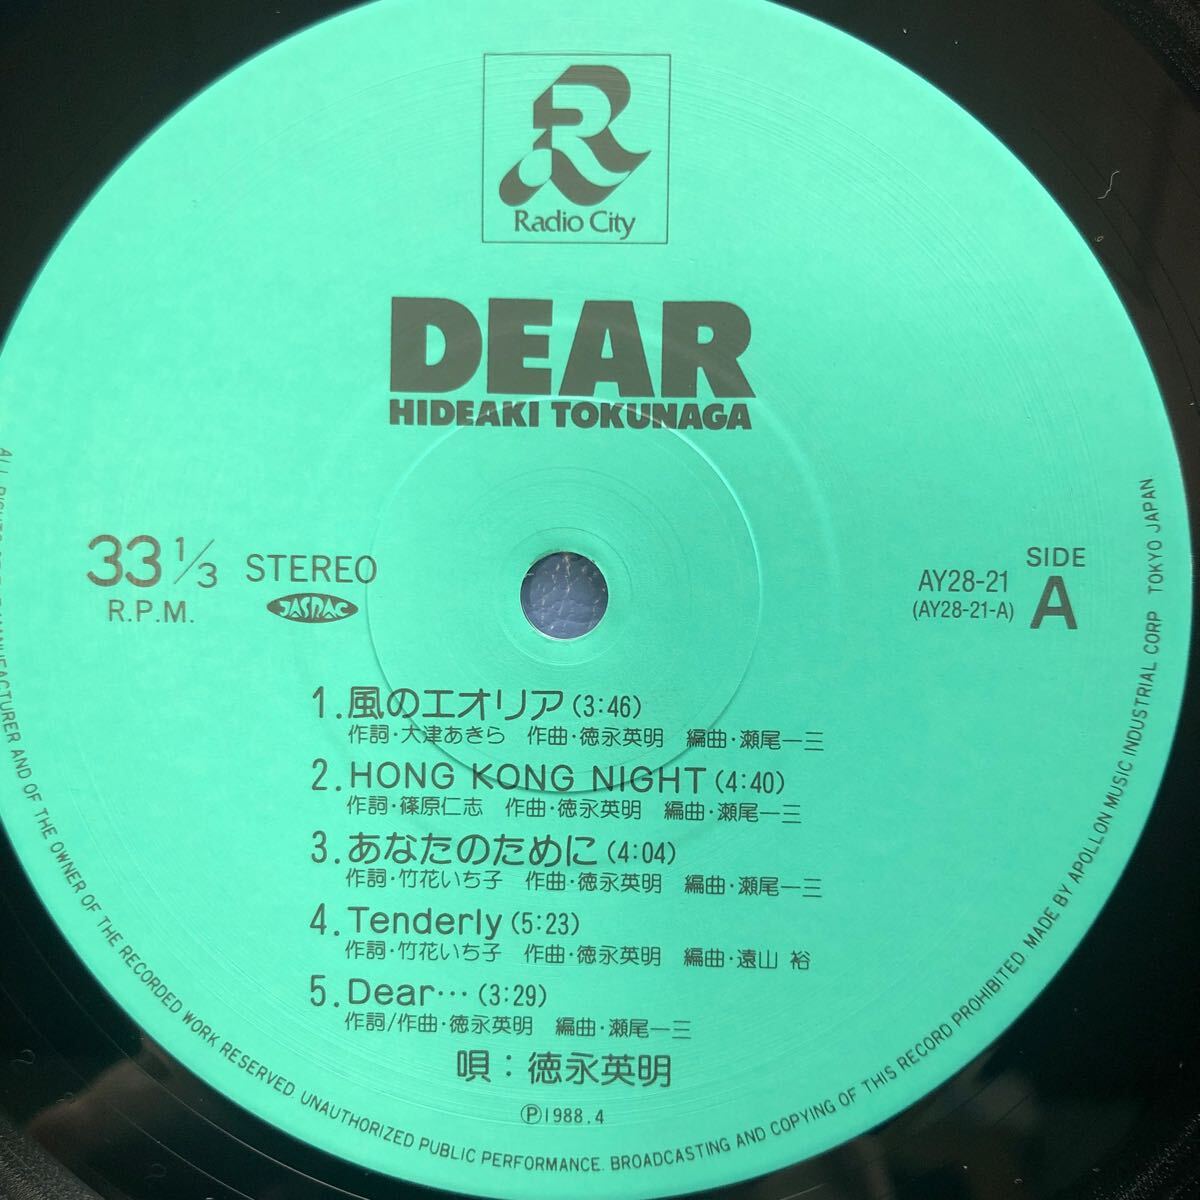 R
Radio City
DEAR
HIDEAKI TOKUNAGA
33 1/3 STEREO
R.P.M.
JASRAC
AY28-21
(AY28-21-A)
SIDE
A
1.風のエオリア(3:46)
作詞・大津あきら 作曲・徳永英明 編曲・瀬尾一三
2.HONG KONG NIGHT(4:40)
作詞・篠原仁志 作曲・徳永英明 編曲・瀬尾一三
3.あなたのために(4:04)
作詞・竹花いち子 作曲・徳永英明 編曲・瀬尾一三
4.Tenderly(5:23)
作詞・竹花いち子 作曲・徳永英明 編曲・遠山 裕
5.Dear…(3:29)
作詞/作曲・徳永英明 編曲・瀬尾一三
唄：徳永英明
Ⓟ1988.4
ALL MANUFACTURER AND OF THE OWNER OF THE RECORDED WORK RESERVED. UNAUTHORIZED PUBLIC PERFORMANCE. BROADCASTING AND COPYING OF THIS RECORD PROHIBITED MADE BY APOLLON MUSIC INDUSTRIAL CORP TOKYO JAPAN